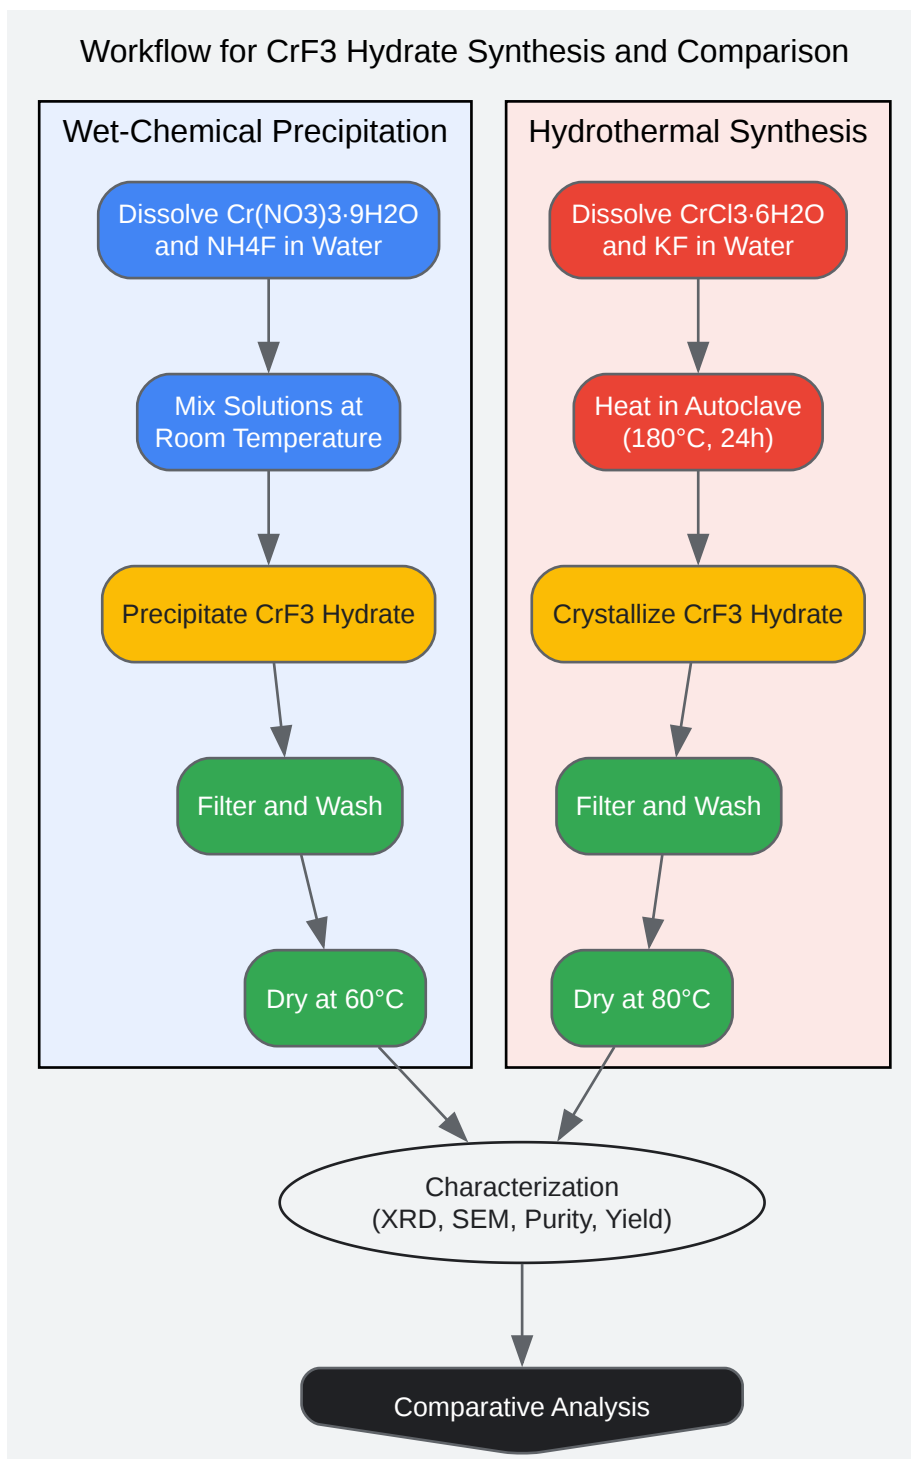 Workflow for CrF3 Hydrate Synthesis and Comparison
Wet-Chemical Precipitation
Dissolve Cr(NO3)3·9H2O
and NH4F in Water
Mix Solutions at
Room Temperature
Precipitate CrF3 Hydrate
Filter and Wash
Dry at 60°C
Hydrothermal Synthesis
Dissolve CrCl3·6H2O
and KF in Water
Heat in Autoclave
(180°C, 24h)
Crystallize CrF3 Hydrate
Filter and Wash
Dry at 80°C
Characterization
(XRD, SEM, Purity, Yield)
Comparative Analysis